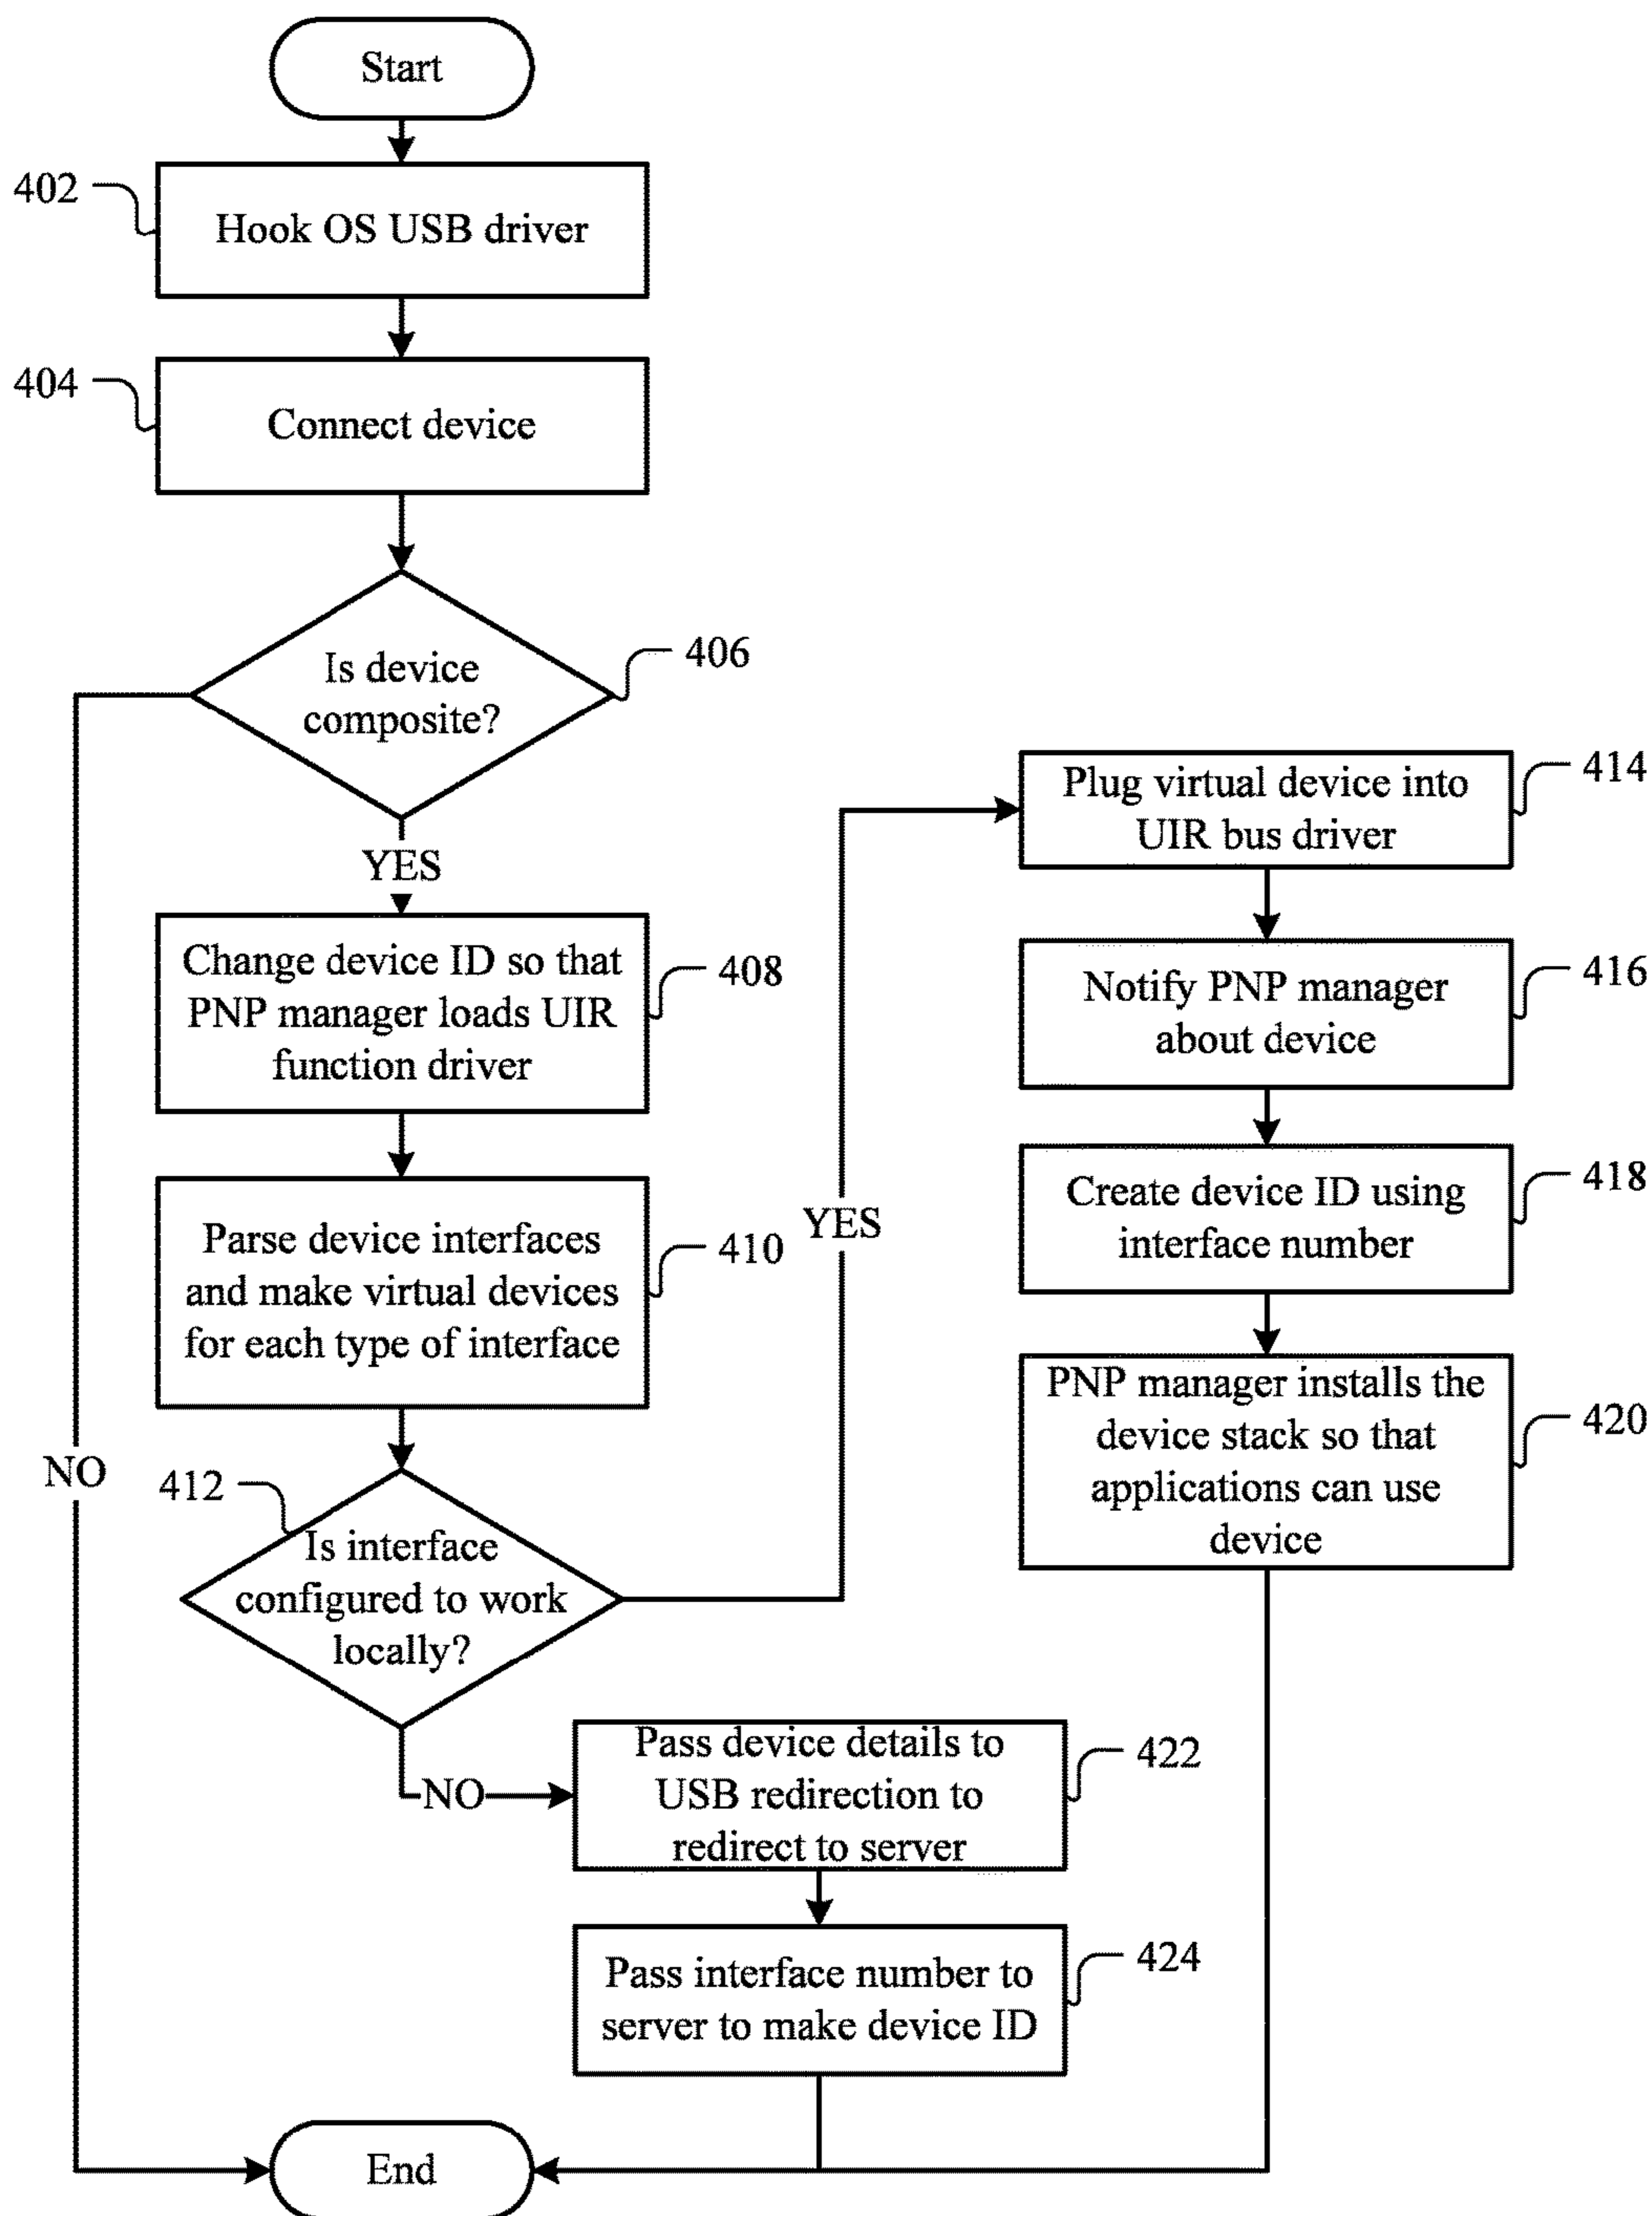 Start
402
Hook OS USB driver
404
Connect device
406
Is device
composite?
YES
NO
408
Change device ID so that
PNP manager loads UIR
function driver
410
Parse device interfaces
and make virtual devices
for each type of interface
412
Is interface
configured to work
locally?
YES
NO
414
Plug virtual device into
UIR bus driver
416
Notify PNP manager
about device
418
Create device ID using
interface number
420
PNP manager installs the
device stack so that
applications can use
device
422
Pass device details to
USB redirection to
redirect to server
424
Pass interface number to
server to make device ID
End